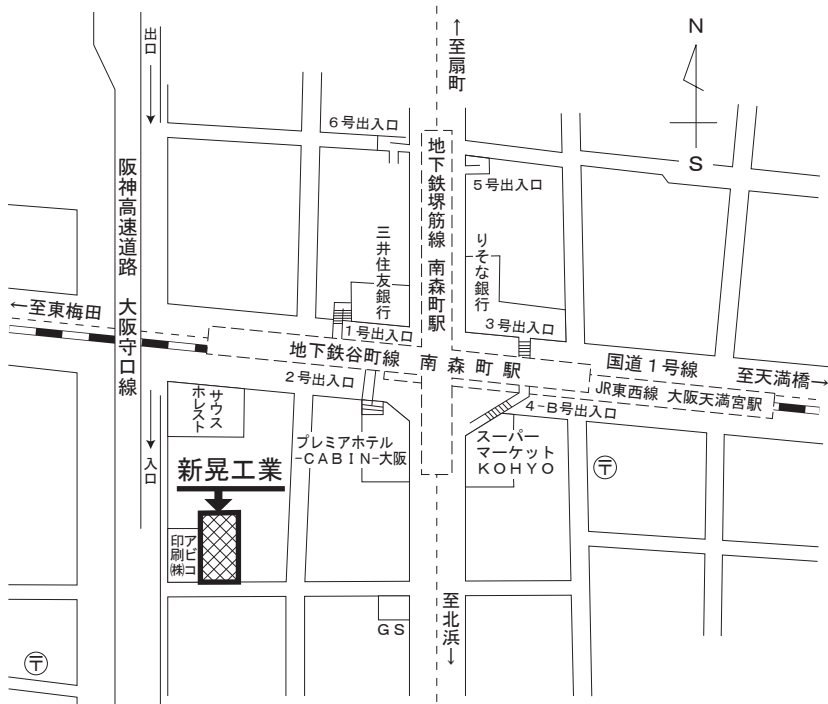 ↑至扇町
N
S
出口
↓
6号出入口
5号出入口
阪神高速道路 大阪守口線
地下鉄堺筋線 南森町駅
三井住友銀行
りそな銀行
←至東梅田
1号出入口
3号出入口
地下鉄谷町線 南森町駅
国道1号線
至天満橋→
2号出入口
JR東西線 大阪天満宮駅
4-B号出入口
サウス
ホレスト
プレミアホテル
-CABIN-大阪
スーパー
マーケット
KOHYO
〒
↓
入口
新晃工業
アビコ
印刷
㈱
GS
至北浜↓
〒